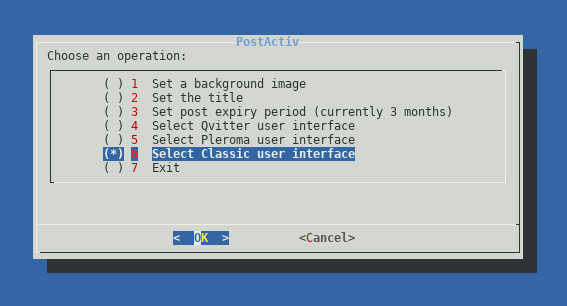 PostActiv
Choose an operation:
( ) 1 Set a background image
( ) 2 Set the title
( ) 3 Set post expiry period (currently 3 months)
( ) 4 Select Qvitter user interface
( ) 5 Select Pleroma user interface
(*) 6 Select Classic user interface
( ) 7 Exit
< OK > <Cancel>